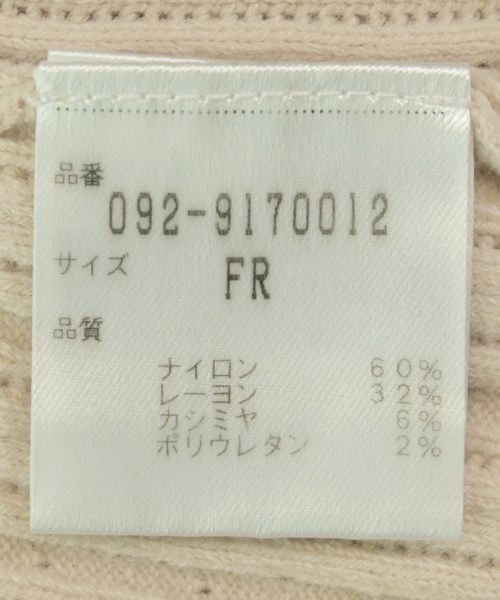 品番
092-9170012
サイズ
FR
品質
ナイロン 60%
レーヨン 32%
カシミヤ 6%
ポリウレタン 2%